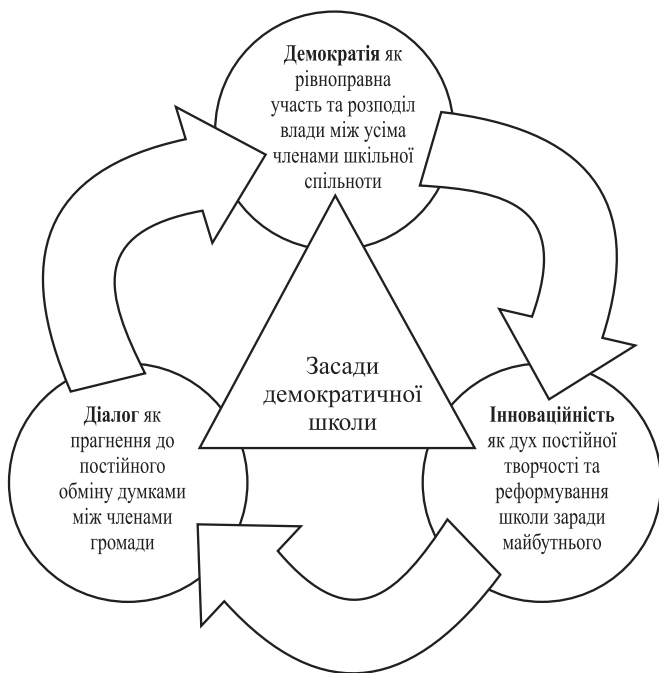 Демократія як
рівноправна
участь та розподіл
влади між усіма
членами шкільної
спільноти
Засади
демократичної
школи
Діалог як
прагнення до
постійного
обміну думками
між членами
громади
Інноваційність
як дух постійної
творчості та
реформування
школи заради
майбутнього